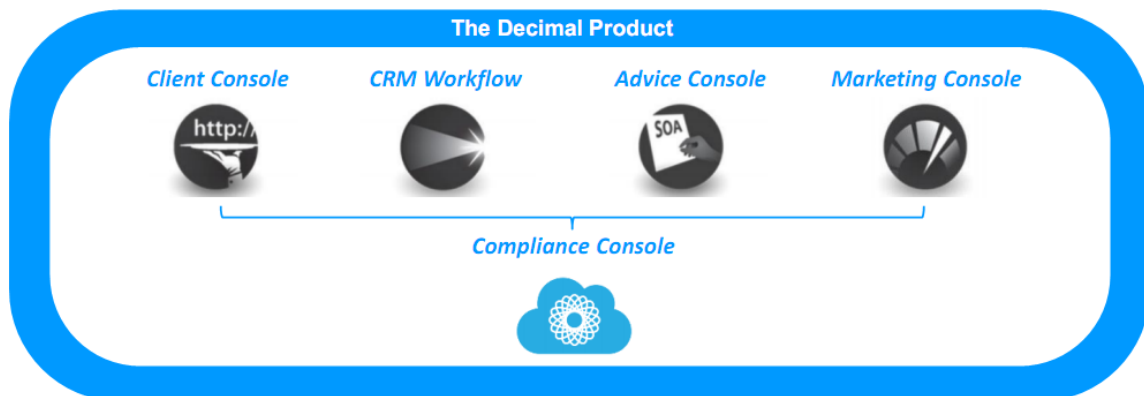 The Decimal Product
Client Console
CRM Workflow
Advice Console
Marketing Console
http:/
SOA
Compliance Console